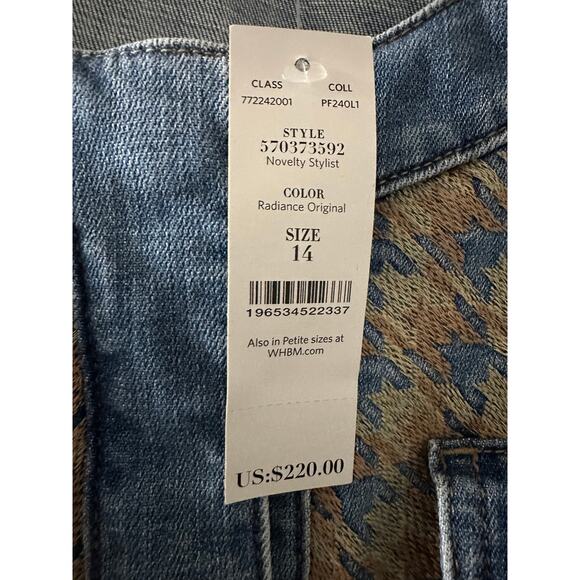 CLASS COLL
772242001 PF240L1
STYLE
570373592
Novelty Stylist
COLOR
Radiance Original
SIZE
14
196534522337
Also in Petite sizes at
WHBM.com
US:$220.00